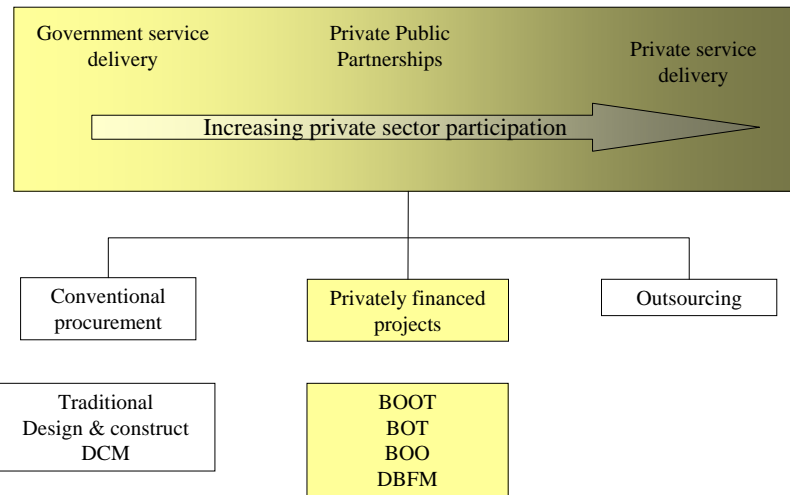 Government service
delivery
Private Public
Partnerships
Private service
delivery
Increasing private sector participation
Conventional
procurement
Privately financed
projects
Outsourcing
Traditional
Design & construct
DCM
BOOT
BOT
BOO
DBFM